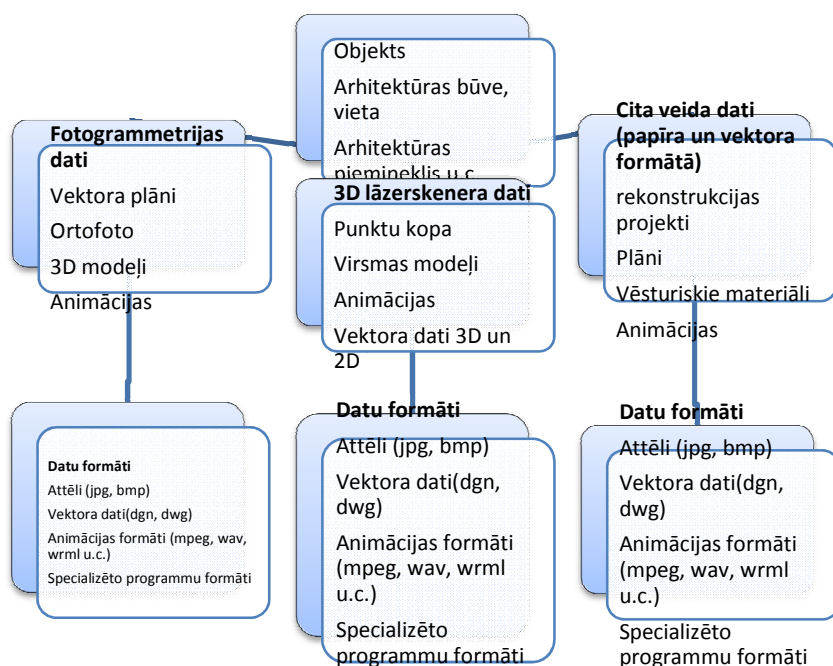 Objekts
Arhitektūras būve,
vieta
Arhitektūras
piemineklis u.c.
Fotogrammetrijas
dati
Vektora plāni
Ortofoto
3D modeļi
Animācijas
3D lāzerskenera dati
Punktu kopa
Virsmas modeļi
Animācijas
Vektora dati 3D un
2D
Cita veida dati
(papīra un vektora
formātā)
rekonstrukcijas
projekti
Plāni
Vēsturiskie materiāli
Animācijas
Datu formāti
Attēli (jpg, bmp)
Vektora dati(dgn, dwg)
Animācijas formāti (mpeg, wav,
wrml u.c.)
Specializēto programmu formāti
Datu formāti
Attēli (jpg, bmp)
Vektora dati(dgn,
dwg)
Animācijas formāti
(mpeg, wav, wrml
u.c.)
Specializēto
programmu formāti
Datu formāti
Attēli (jpg, bmp)
Vektora dati(dgn,
dwg)
Animācijas formāti
(mpeg, wav, wrml
u.c.)
Specializēto
programmu formāti